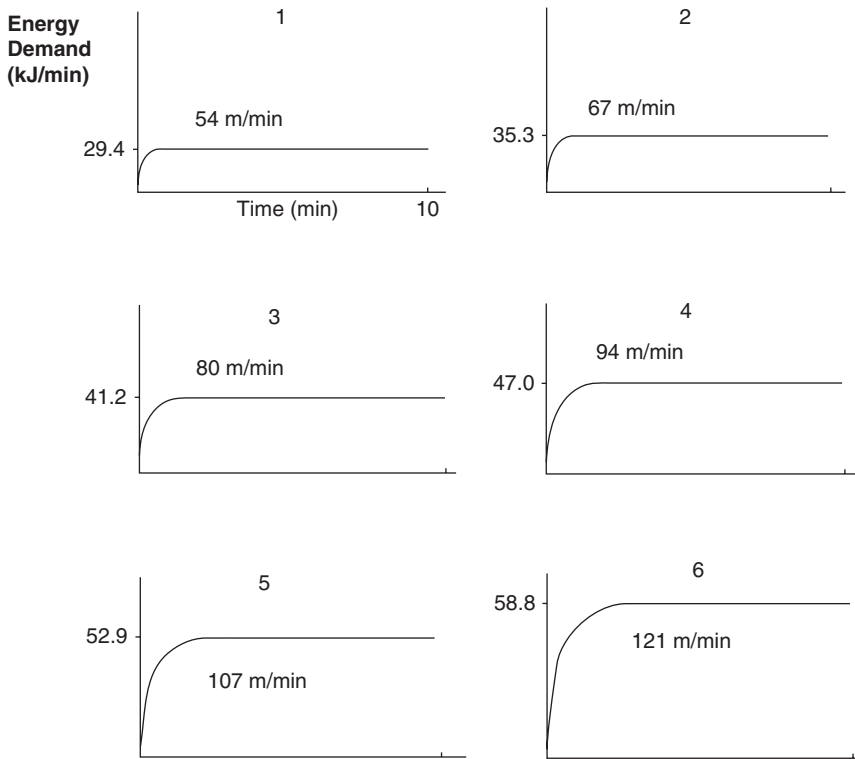 Energy
Demand
(kJ/min)
1
54 m/min
29.4
Time (min)
10
2
67 m/min
35.3
3
80 m/min
41.2
4
94 m/min
47.0
5
52.9
107 m/min
6
58.8
121 m/min